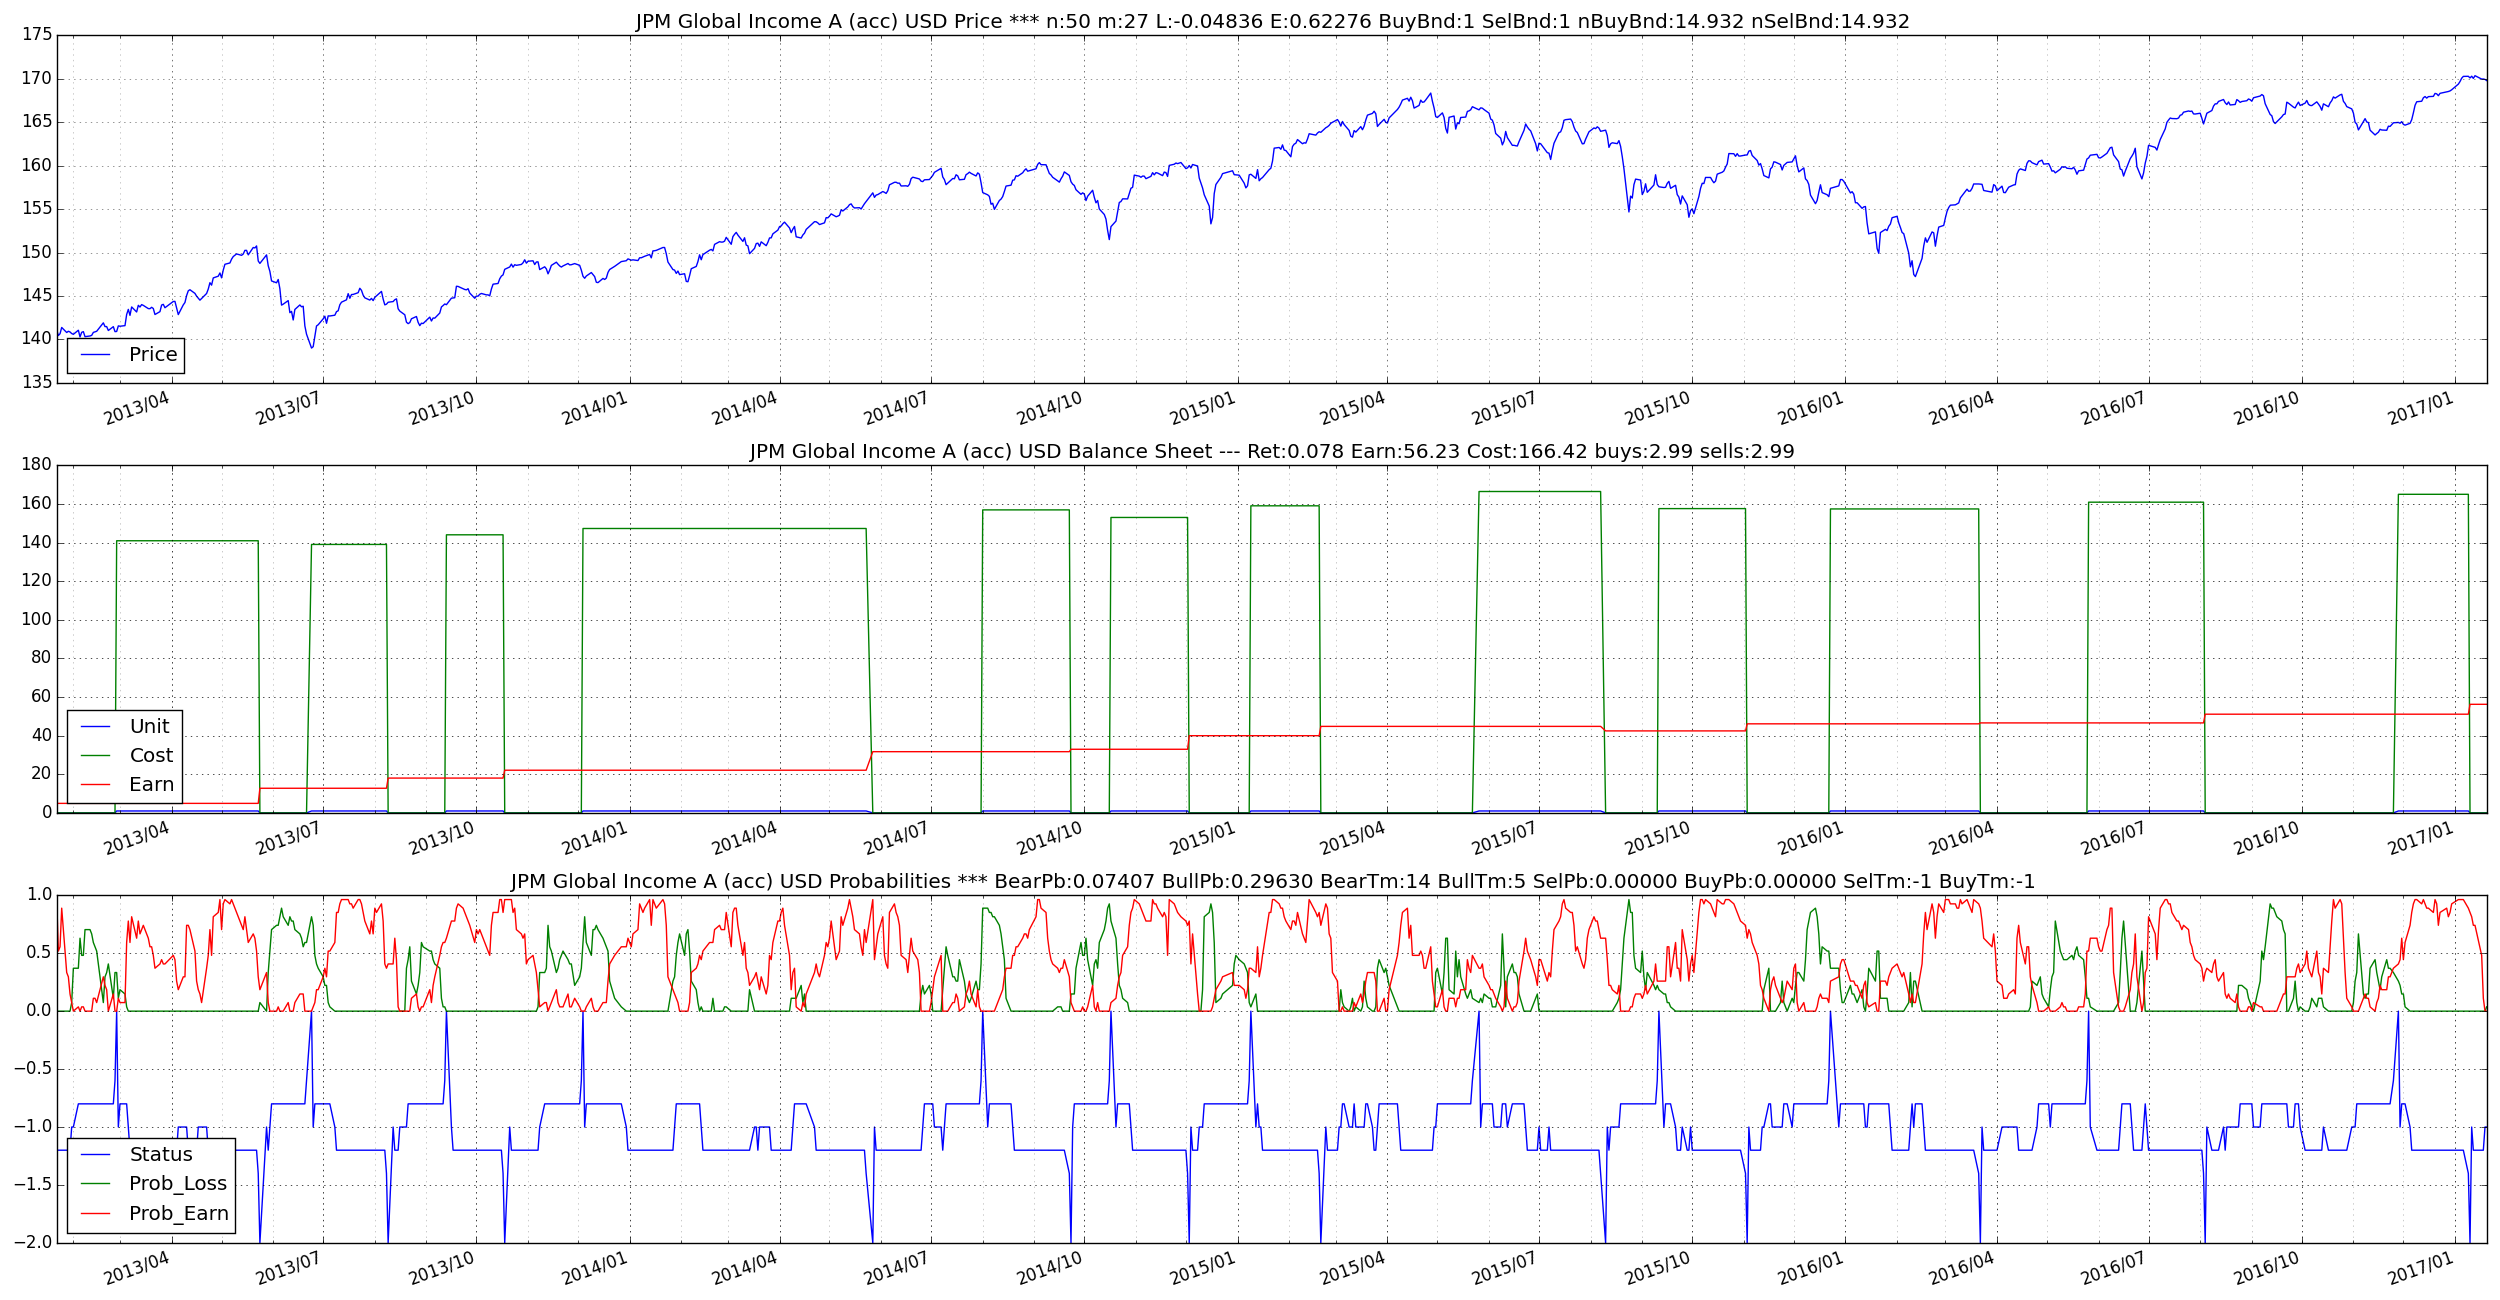 JPM Global Income A (acc) USD Price *** n:50 m:27 L:-0.04836 E:0.62276 BuyBnd:1 SelBnd:1 nBuyBnd:14.932 nSelBnd:14.932
175
170
165
160
155
150
145
140
135
Price
2013/04 2013/07 2013/10 2014/01 2014/04 2014/07 2014/10 2015/01 2015/04 2015/07 2015/10 2016/01 2016/04 2016/07 2016/10 2017/01
JPM Global Income A (acc) USD Balance Sheet --- Ret:0.078 Earn:56.23 Cost:166.42 buys:2.99 sells:2.99
180
160
140
120
100
80
60
40
20
0
Unit
Cost
Earn
2013/04 2013/07 2013/10 2014/01 2014/04 2014/07 2014/10 2015/01 2015/04 2015/07 2015/10 2016/01 2016/04 2016/07 2016/10 2017/01
JPM Global Income A (acc) USD Probabilities *** BearPb:0.07407 BullPb:0.29630 BearTm:14 BullTm:5 SelPb:0.00000 BuyPb:0.00000 SelTm:-1 BuyTm:-1
1.0
0.5
0.0
−0.5
−1.0
−1.5
−2.0
Status
Prob_Loss
Prob_Earn
2013/04 2013/07 2013/10 2014/01 2014/04 2014/07 2014/10 2015/01 2015/04 2015/07 2015/10 2016/01 2016/04 2016/07 2016/10 2017/01